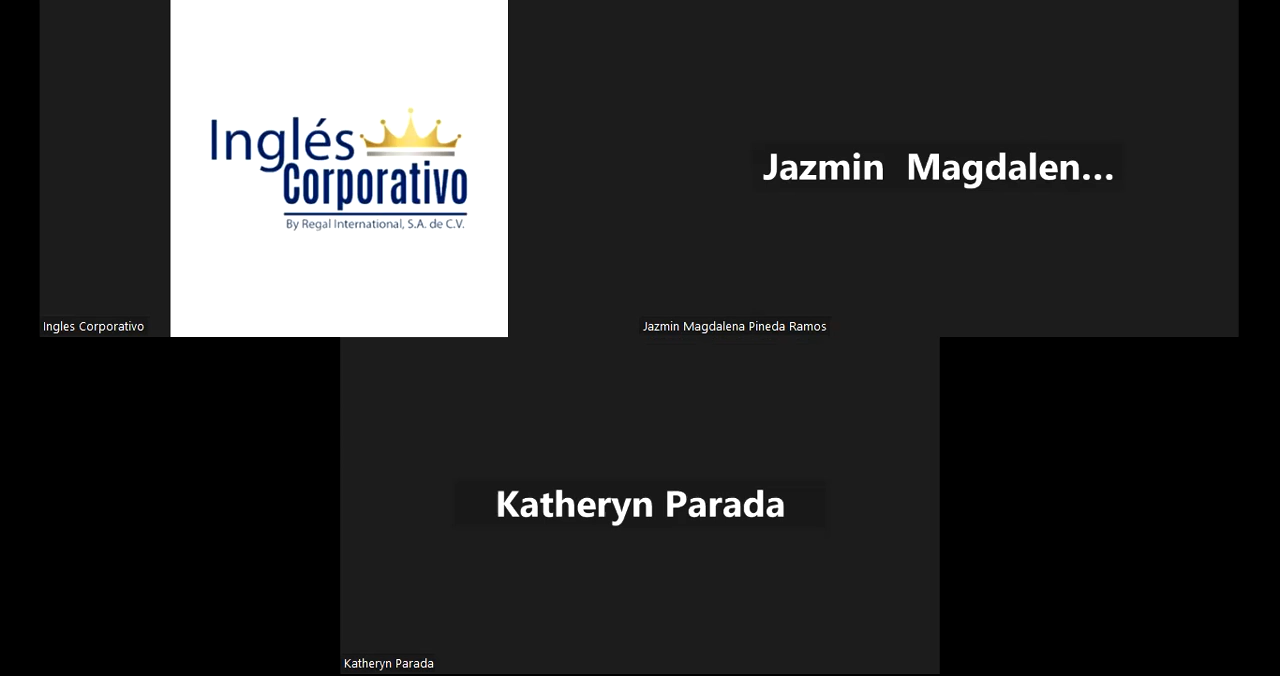 Inglés
Corporativo
By Regal International, S.A. de C.V.
Jazmin Magdalen...
Ingles Corporativo
Jazmin Magdalena Pineda Ramos
Katheryn Parada
Katheryn Parada